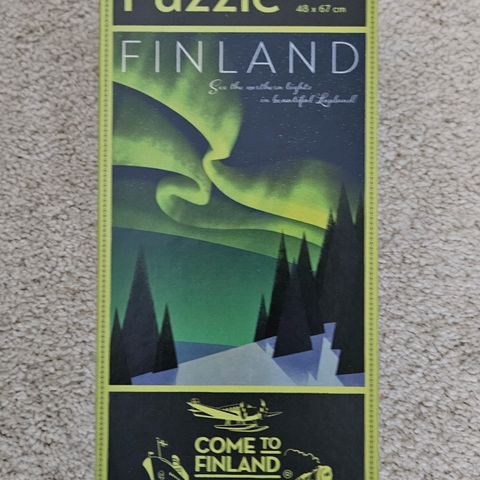 Puzzle
48 x 67 cm
FINLAND
See the northern lights
in beautiful Lapland!
COME TO
FINLAND
®